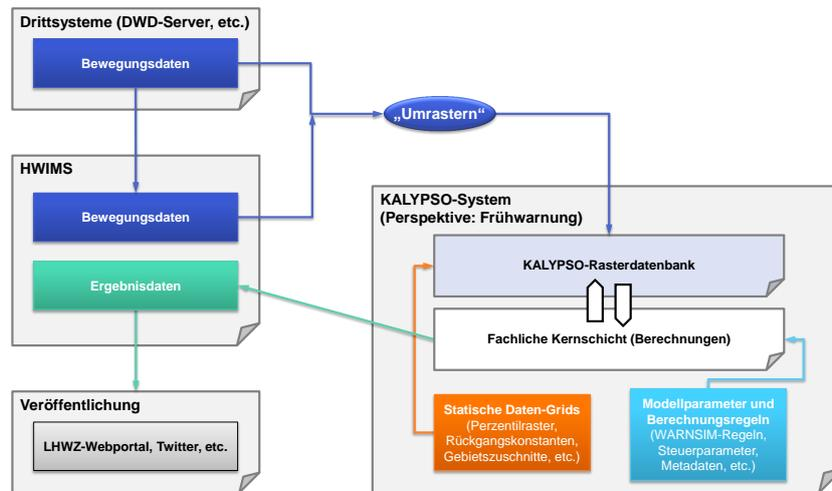 Drittsysteme (DWD-Server, etc.)
Bewegungsdaten
„Umrastern“
HWIMS
Bewegungsdaten
Ergebnisdaten
KALYPSO-System
(Perspektive: Frühwarnung)
KALYPSO-Rasterdatenbank
Fachliche Kernschicht (Berechnungen)
Veröffentlichung
LHWZ-Webportal, Twitter, etc.
Statische Daten-Grids
(Perzentilraster,
Rückgangskonstanten,
Gebietszuschnitte, etc.)
Modellparameter und
Berechnungsregeln
(WARNSIM-Regeln,
Steuerparameter,
Metadaten, etc.)